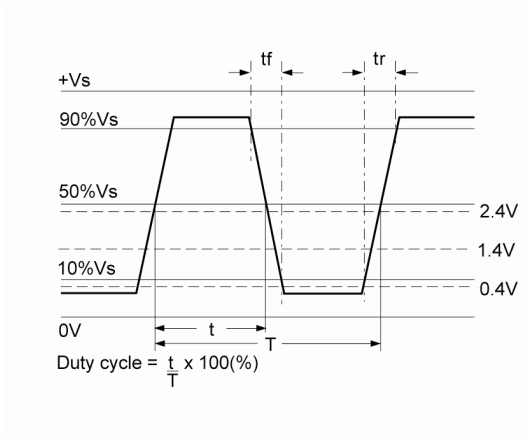 tf
tr
+Vs
90%Vs
50%Vs
2.4V
1.4V
10%Vs
0.4V
0V
t
T
Duty cycle = t/T x 100(%)